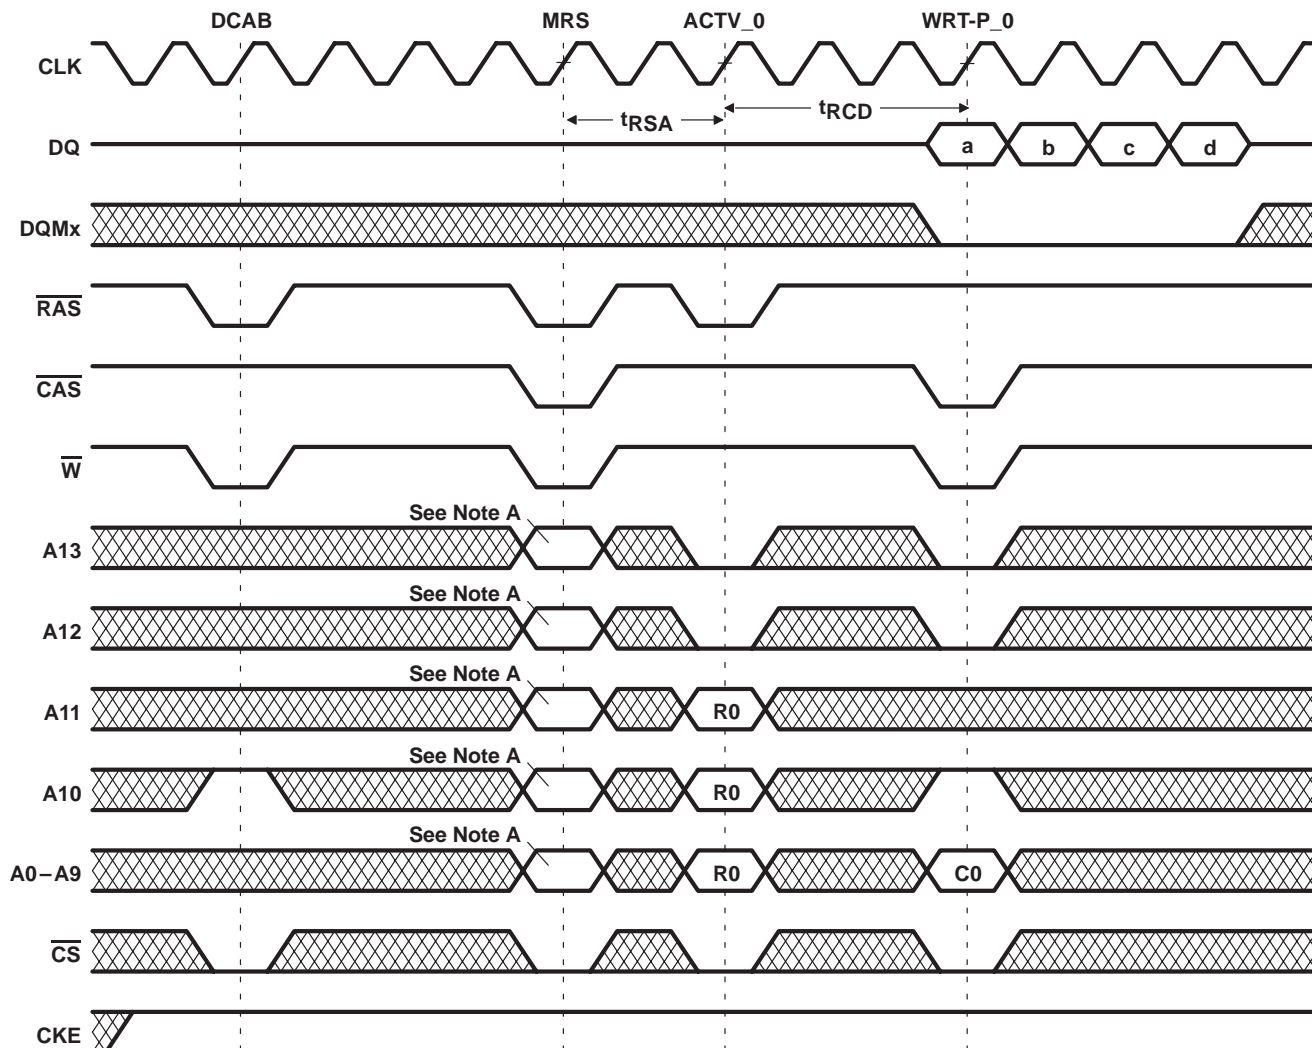 DCAB MRS ACTV_0 WRT-P_0
CLK
tRSA tRCD
DQ a b c d
DQMx
RAS
CAS
W
See Note A
A13
See Note A
A12
See Note A
A11 R0
See Note A
A10 R0
See Note A
A0–A9 R0 C0
CS
CKE